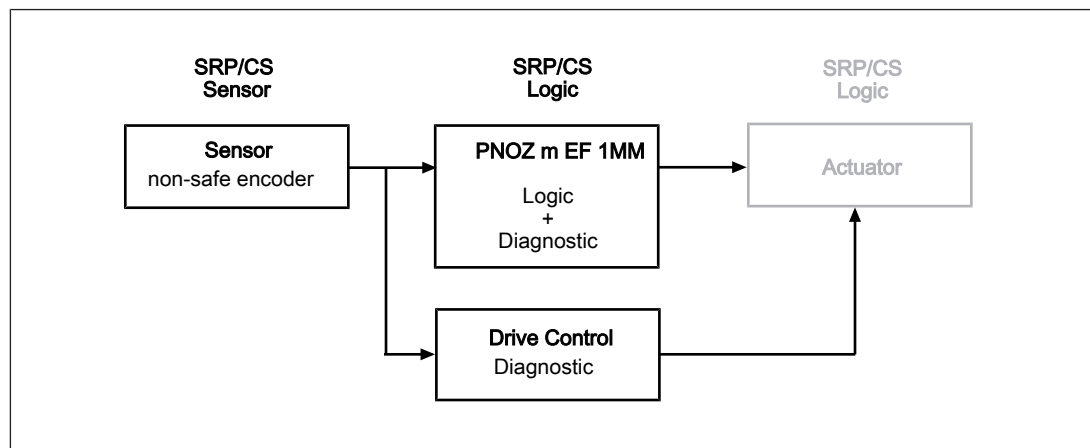 SRP/CS
Sensor
SRP/CS
Logic
SRP/CS
Logic
Sensor
non-safe encoder
PNOZ m EF 1MM
Logic
+
Diagnostic
Actuator
Drive Control
Diagnostic